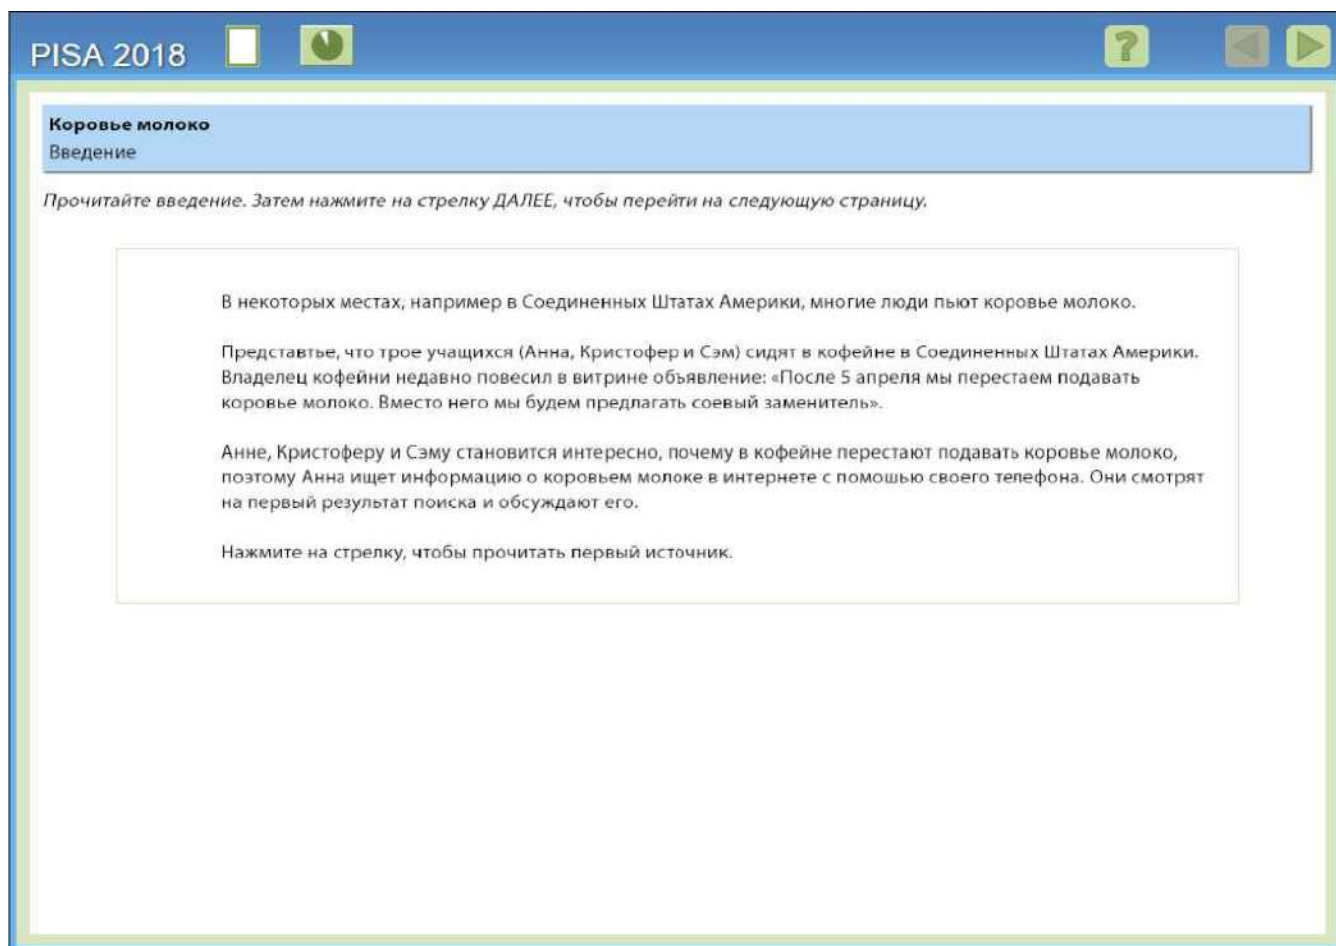 PISA 2018
?
Коровье молоко
Введение
Прочитайте введение. Затем нажмите на стрелку ДАЛЕЕ, чтобы перейти на следующую страницу.
В некоторых местах, например в Соединенных Штатах Америки, многие люди пьют коровье молоко.
Представтье, что трое учащихся (Анна, Кристофер и Сэм) сидят в кофейне в Соединенных Штатах Америки.
Владелец кофейни недавно повесил в витрине объявление: «После 5 апреля мы перестаем подавать
коровье молоко. Вместо него мы будем предлагать соевый заменитель».
Анне, Кристоферу и Сэму становится интересно, почему в кофейне перестают подавать коровье молоко,
поэтому Анна ищет информацию о коровьем молоке в интернете с помошью своего телефона. Они смотрят
на первый результат поиска и обсуждают его.
Нажмите на стрелку, чтобы прочитать первый источник.